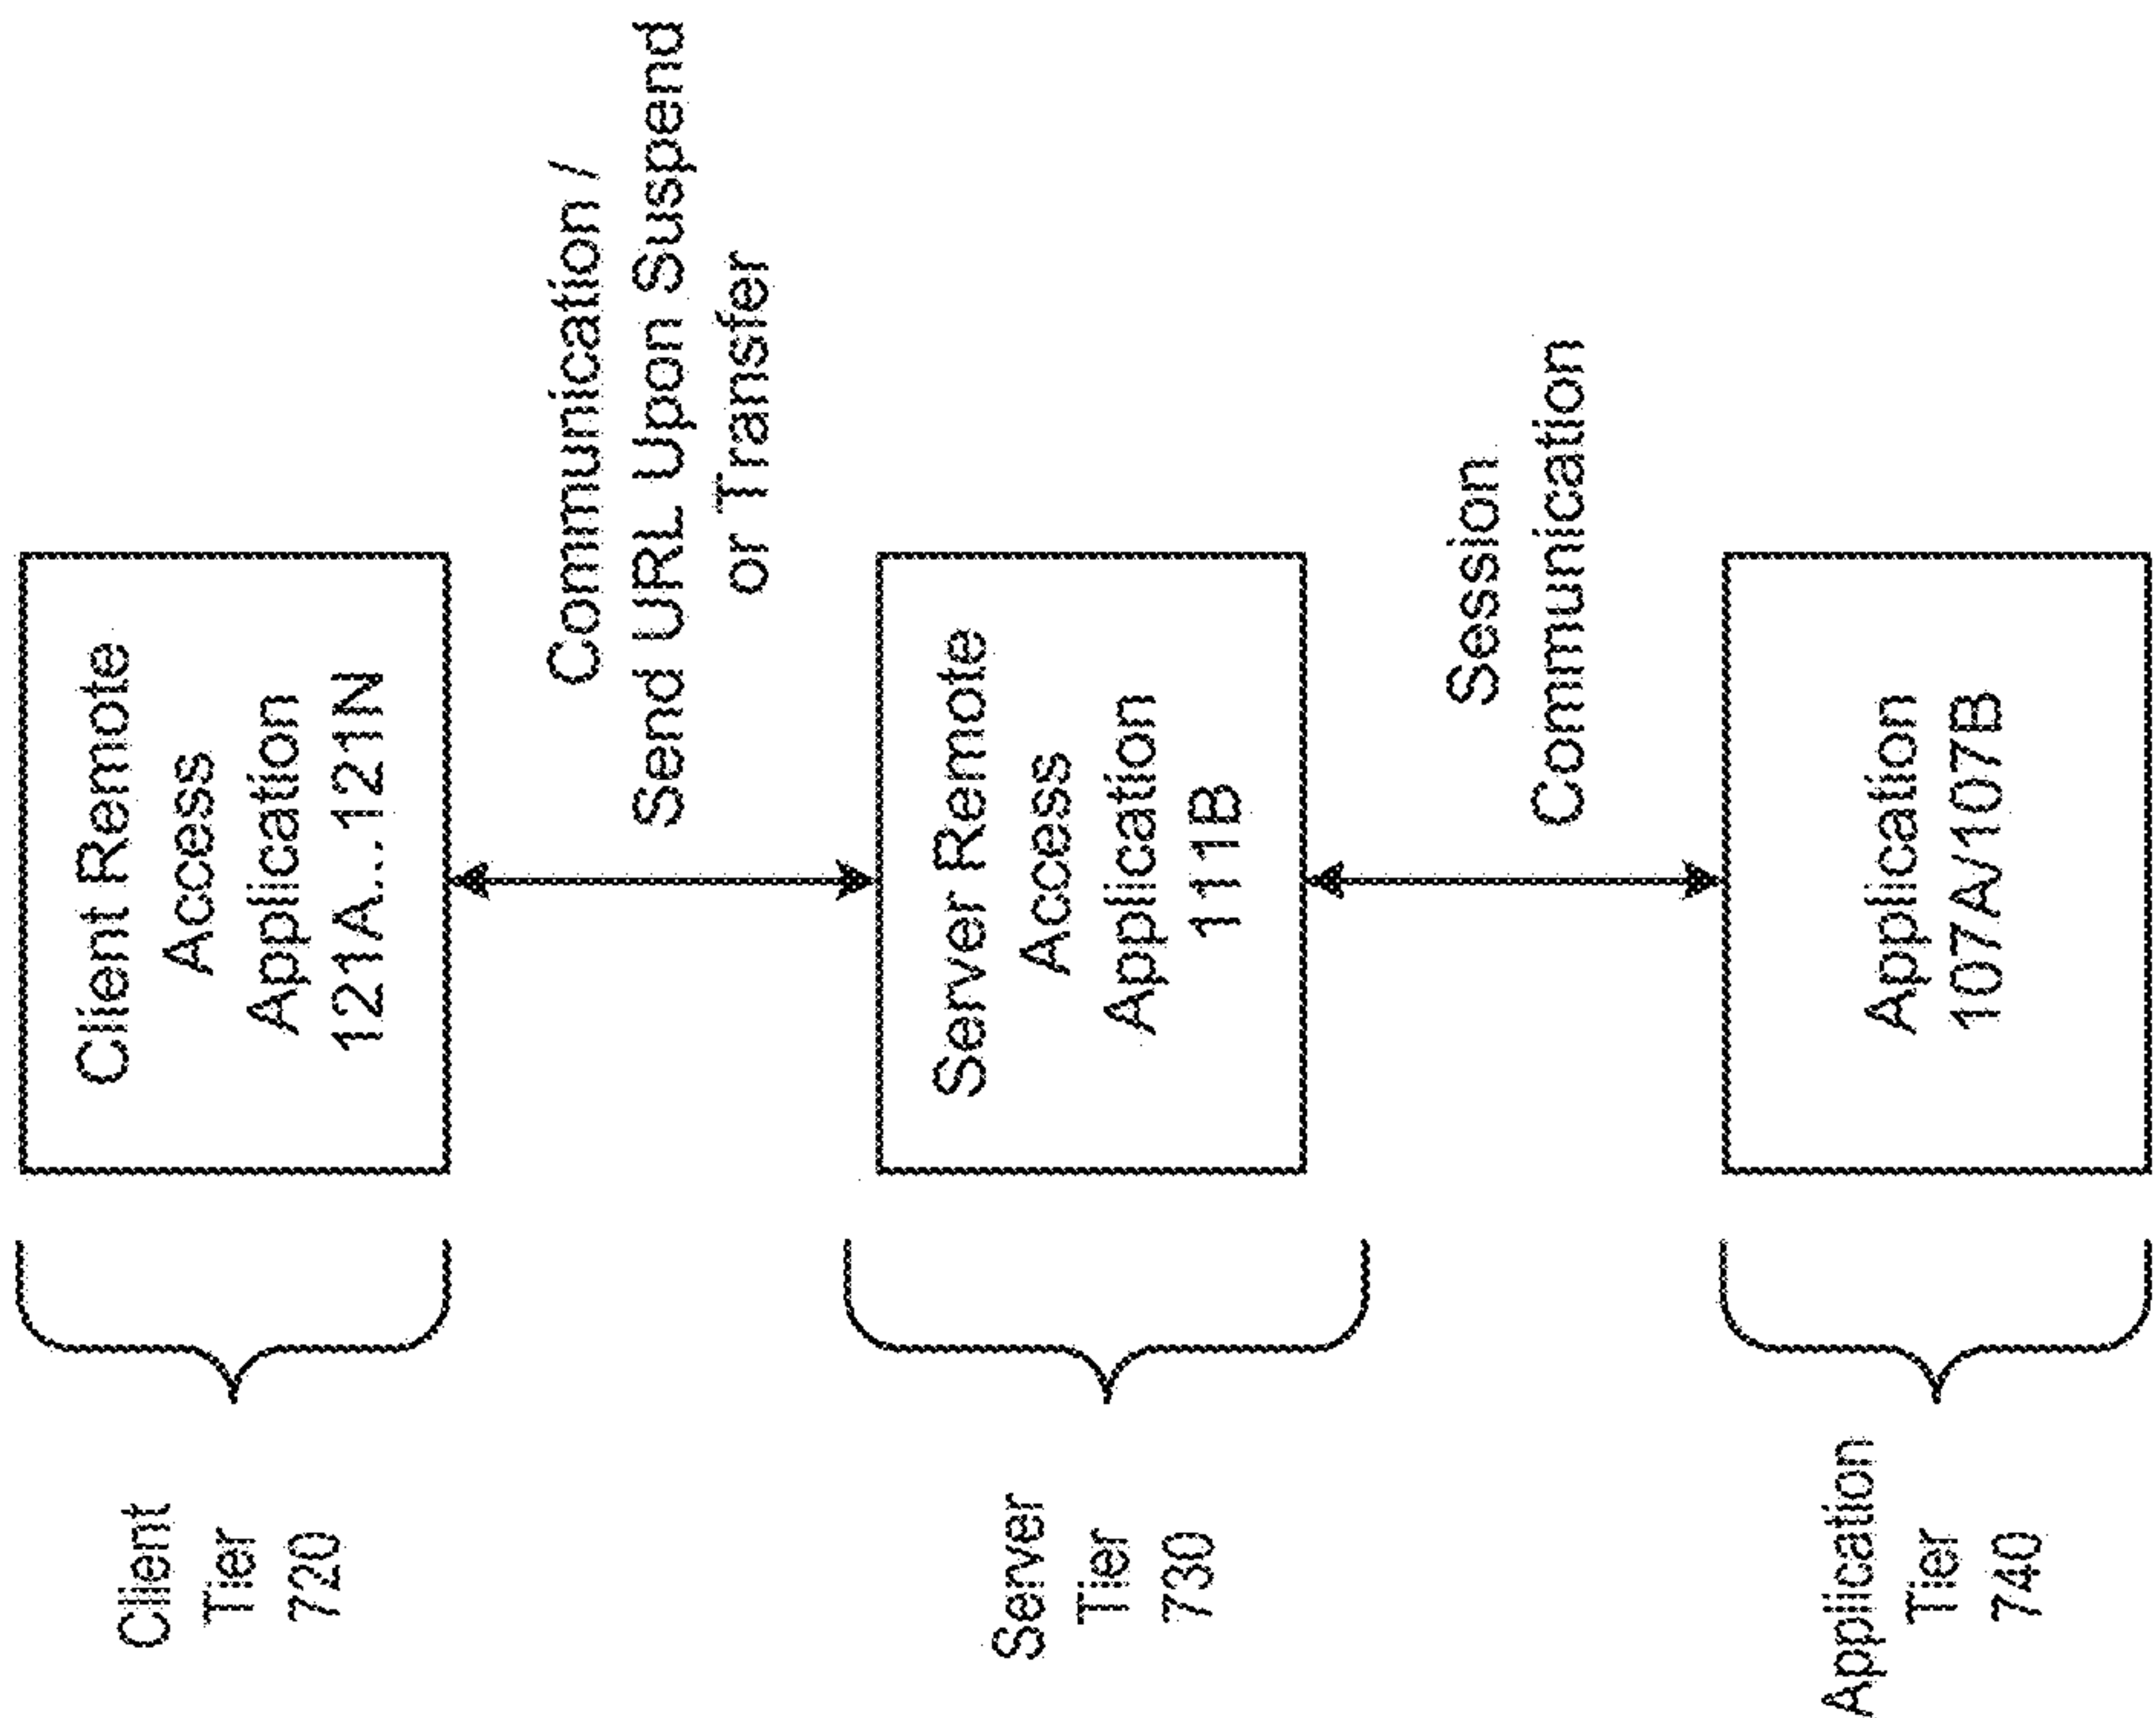 Client
Tier
720
Client Remote
Access
Application
121A...121N
Communication /
Send URL Upon Suspend
or Transfer
Server
Tier
730
Server Remote
Access
Application
111B
Session
Communication
Application
Tier
740
Application
107A/107B